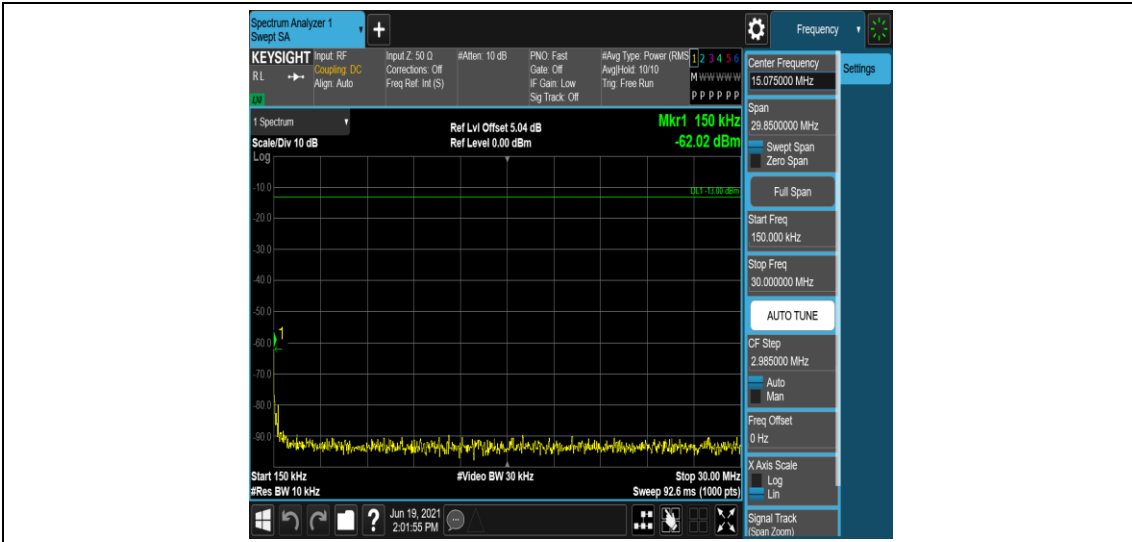 Spectrum Analyzer 1
Swept SA
Frequency
KEYSIGHT
RL
LXI
Input: RF
Coupling: DC
Align: Auto
Input Z: 50 Ω
Corrections: Off
Freq Ref: Int (S)
#Atten: 10 dB
PNO: Fast
Gate: Off
IF Gain: Low
Sig Track: Off
#Avg Type: Power (RMS
Avg|Hold: 10/10
Trig: Free Run
1 2 3 4 5 6
M W W W W W
P P P P P P
1 Spectrum
Scale/Div 10 dB
Log
Ref Lvl Offset 5.04 dB
Ref Level 0.00 dBm
Mkr1 150 kHz
-62.02 dBm
DL1 -13.00 dBm
-10.0
-20.0
-30.0
-40.0
-50.0
-60.0
-70.0
-80.0
-90.0
1
Start 150 kHz
#Res BW 10 kHz
#Video BW 30 kHz
Stop 30.00 MHz
Sweep 92.6 ms (1000 pts)
Center Frequency
15.075000 MHz
Settings
Span
29.8500000 MHz
Swept Span
Zero Span
Full Span
Start Freq
150.000 kHz
Stop Freq
30.000000 MHz
AUTO TUNE
CF Step
2.985000 MHz
Auto
Man
Freq Offset
0 Hz
X Axis Scale
Log
Lin
Signal Track
(Span Zoom)
?
Jun 19, 2021
2:01:55 PM